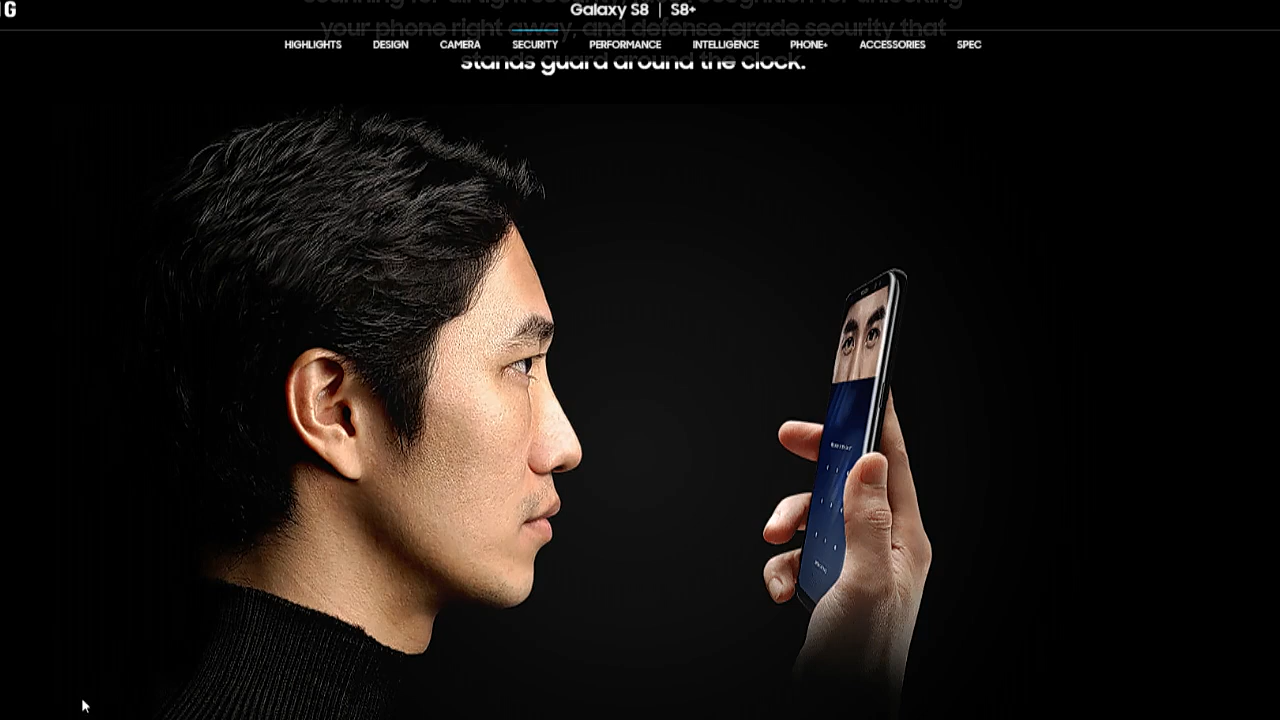 Galaxy S8 | S8+
your phone right away, and defense-grade security that
HIGHLIGHTS DESIGN CAMERA SECURITY PERFORMANCE INTELLIGENCE PHONE+ ACCESSORIES SPEC
stands guard around the clock.